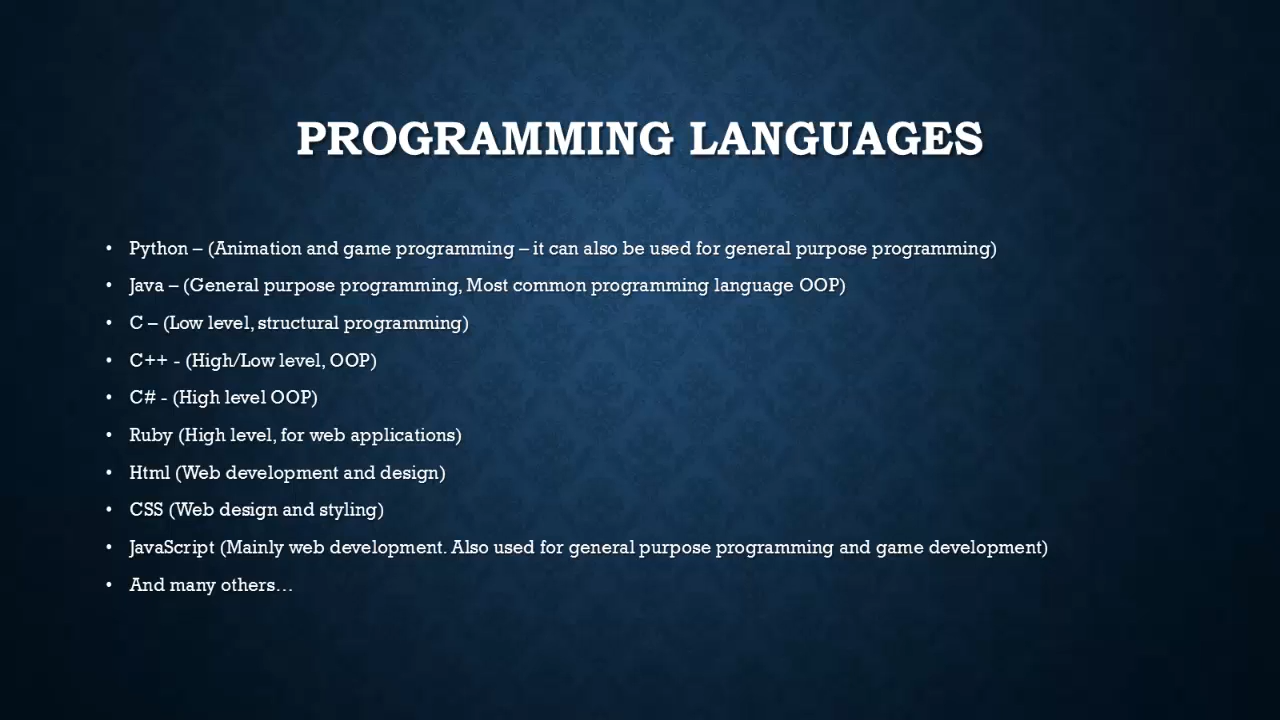 PROGRAMMING LANGUAGES
• Python – (Animation and game programming – it can also be used for general purpose programming)
• Java – (General purpose programming, Most common programming language OOP)
• C – (Low level, structural programming)
• C++ - (High/Low level, OOP)
• C# - (High level OOP)
• Ruby (High level, for web applications)
• Html (Web development and design)
• CSS (Web design and styling)
• JavaScript (Mainly web development. Also used for general purpose programming and game development)
• And many others…